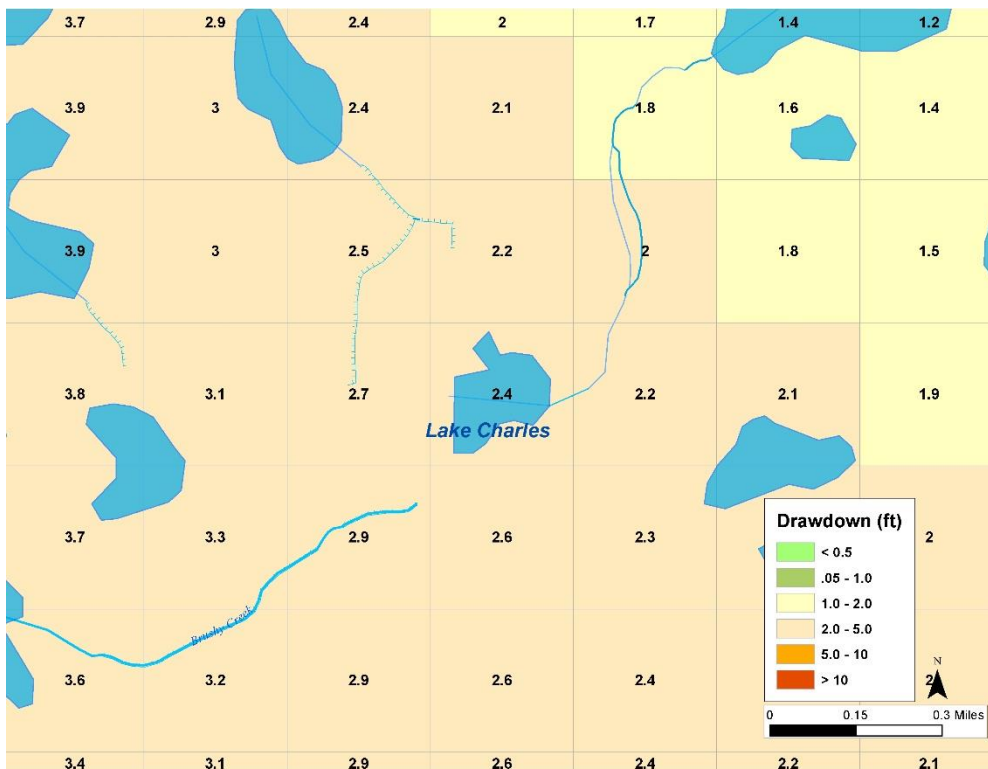 3.7 2.9 2.4 2 1.7 1.4 1.2
3.9 3 2.4 2.1 1.8 1.6 1.4
3.9 3 2.5 2.2 2 1.8 1.5
3.8 3.1 2.7 2.4 2.2 2.1 1.9
Lake Charles
3.7 3.3 2.9 2.6 2.3 2
Brushy Creek
3.6 3.2 2.9 2.6 2.4
3.4 3.1 2.9 2.6 2.4 2.2 2.1
Drawdown (ft)
< 0.5
.05 - 1.0
1.0 - 2.0
2.0 - 5.0
5.0 - 10
> 10
N
0 0.15 0.3 Miles